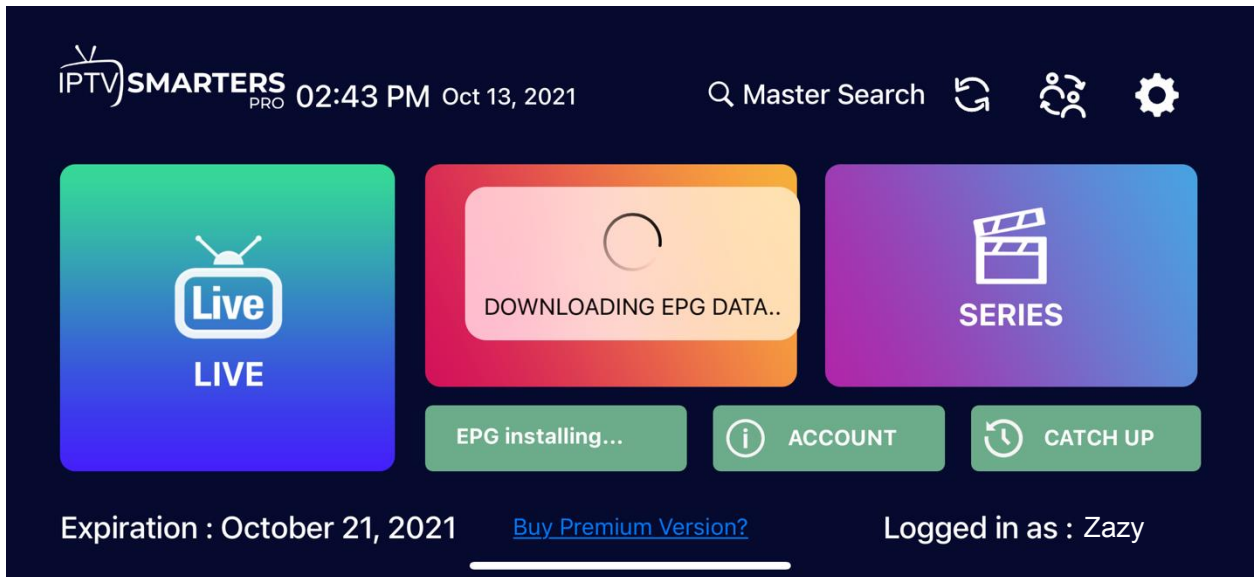 IPTV SMARTERS
PRO
02:43 PM Oct 13, 2021
Master Search
Live
LIVE
DOWNLOADING EPG DATA..
SERIES
EPG installing...
ACCOUNT
CATCH UP
Expiration : October 21, 2021
Buy Premium Version?
Logged in as : Zazy